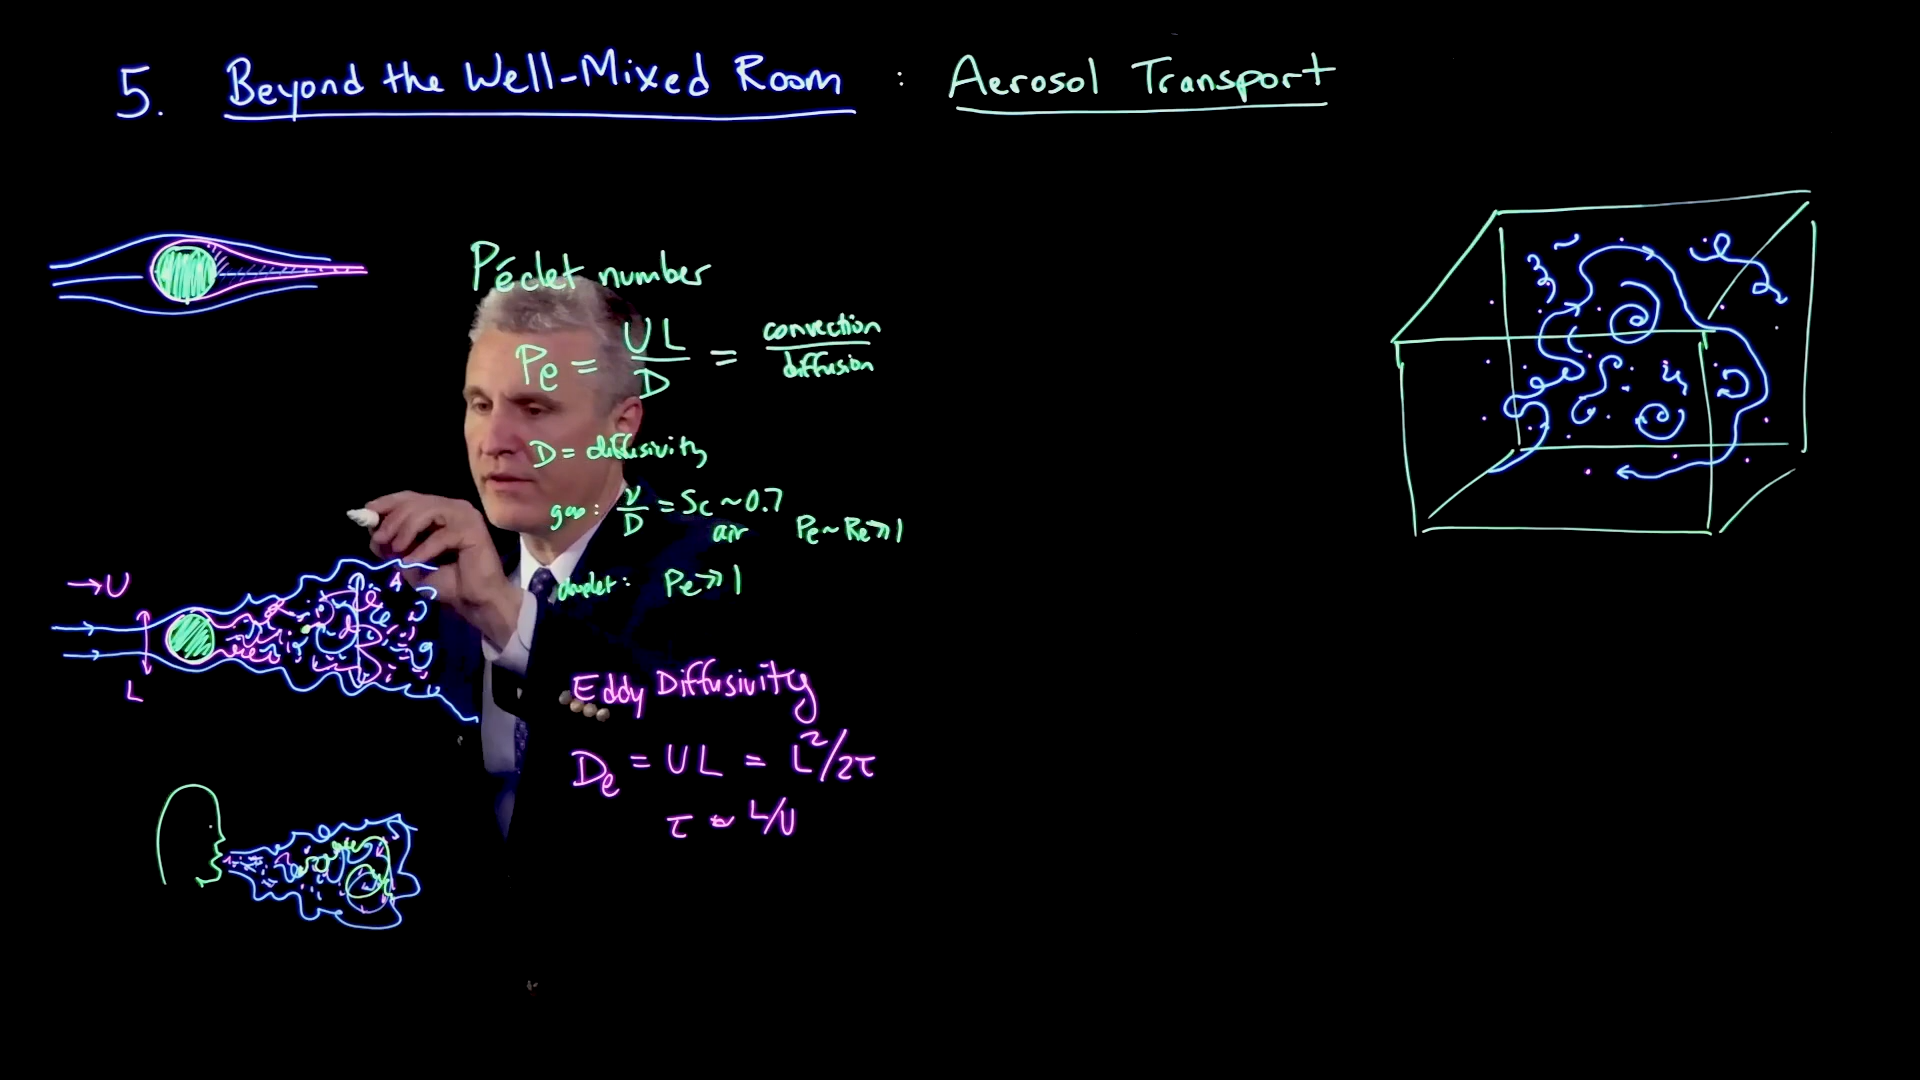 5. Beyond the Well-Mixed Room : Aerosol Transport
Péclet number
Pe = UL/D = convection/diffusion
D = diffusivity
gas: ν/D = Sc ~ 0.7
air
Pe ~ Re >> 1
droplet: Pe >> 1
→ U
L
Eddy Diffusivity
De = UL = L²/2τ
τ ≈ L/U